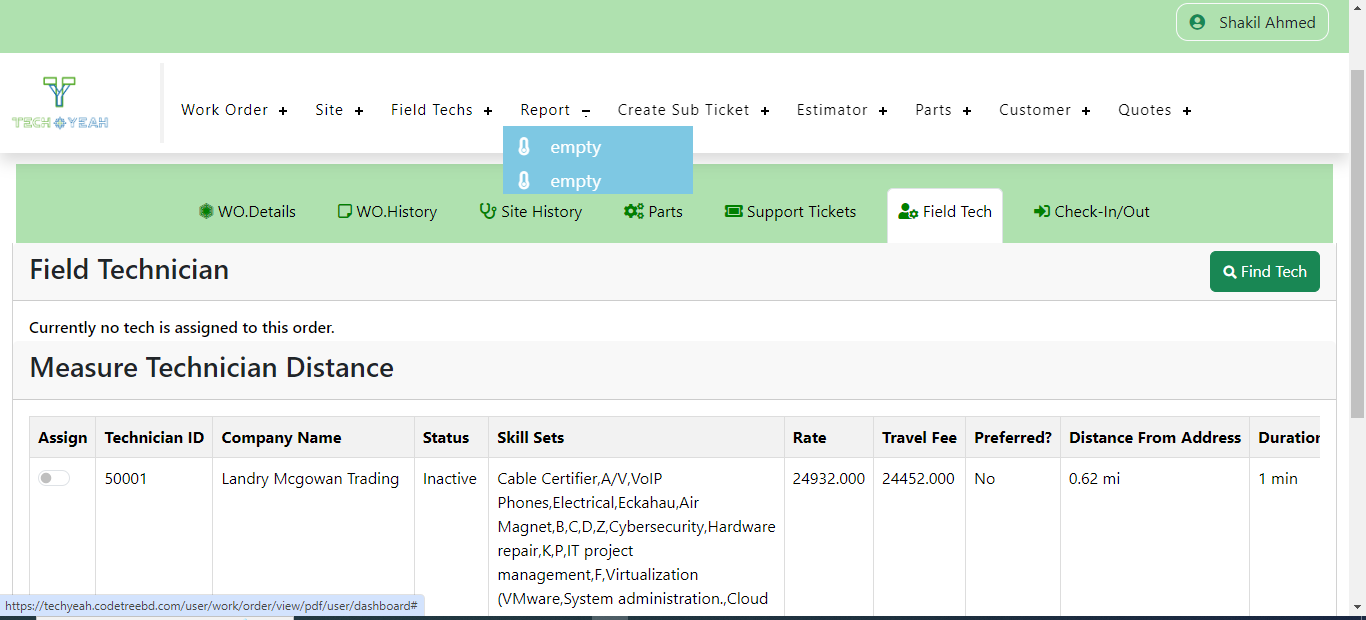 Shakil Ahmed
TECH YEAH
Work Order + Site + Field Techs + Report - Create Sub Ticket + Estimator + Parts + Customer + Quotes +
empty
empty
WO.Details WO.History Site History Parts Support Tickets Field Tech Check-In/Out
Field Technician Find Tech
Currently no tech is assigned to this order.
Measure Technician Distance
Assign Technician ID Company Name Status Skill Sets Rate Travel Fee Preferred? Distance From Address Duration
50001 Landry Mcgowan Trading Inactive Cable Certifier,A/V,VoIP 24932.000 24452.000 No 0.62 mi 1 min
Phones,Electrical,Eckahau,Air
Magnet,B,C,D,Z,Cybersecurity,Hardware
repair,K,P,IT project
management,F,Virtualization
(VMware,System administration.,Cloud
https://techyeah.codetreebd.com/user/work/order/view/pdf/user/dashboard#